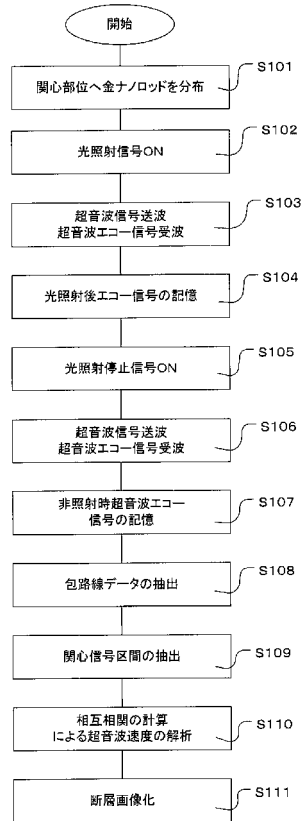 開始
S101
関心部位へ金ナノロッドを分布
S102
光照射信号ON
S103
超音波信号送波
超音波エコー信号受波
S104
光照射後エコー信号の記憶
S105
光照射停止信号ON
S106
超音波信号送波
超音波エコー信号受波
S107
非照射時超音波エコー
信号の記憶
S108
包路線データの抽出
S109
関心信号区間の抽出
S110
相互相関の計算
による超音波速度の解析
S111
断層画像化